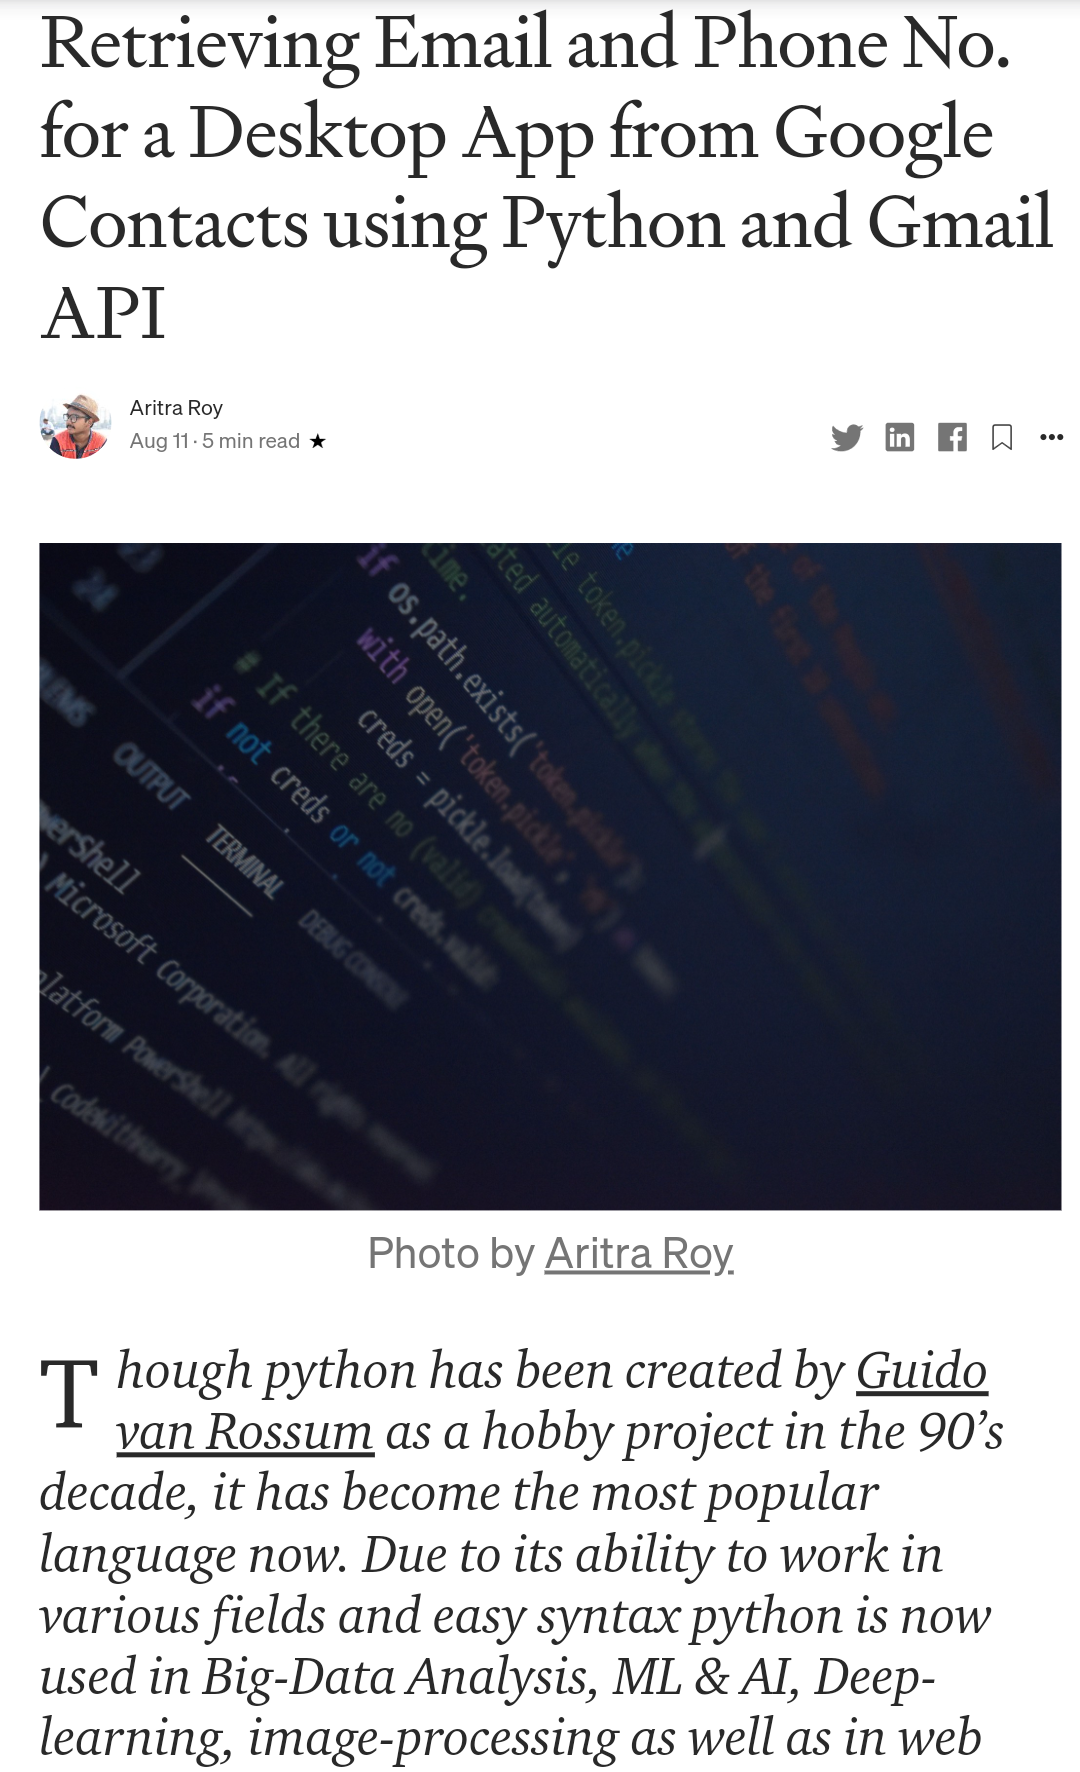 Retrieving Email and Phone No.
for a Desktop App from Google
Contacts using Python and Gmail
API
Aritra Roy
Aug 11 · 5 min read ★
23
24
if os.path.exists('token.pickle'):
with open('token.pickle', 'rb') as token:
creds = pickle.load(token)
# If there are no (valid)
if not creds or not creds.valid:
OUTPUT
TERMINAL
DEBUG CONSOLE
Microsoft Corporation. All rights
Photo by Aritra Roy
Though python has been created by Guido
van Rossum as a hobby project in the 90’s
decade, it has become the most popular
language now. Due to its ability to work in
various fields and easy syntax python is now
used in Big-Data Analysis, ML & AI, Deep-
learning, image-processing as well as in web